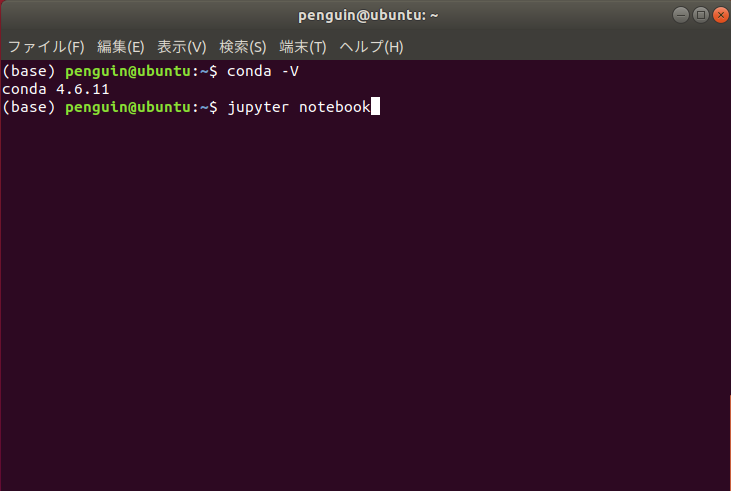 penguin@ubuntu: ~
ファイル(F) 編集(E) 表示(V) 検索(S) 端末(T) ヘルプ(H)
(base) penguin@ubuntu:~$ conda -V
conda 4.6.11
(base) penguin@ubuntu:~$ jupyter notebook